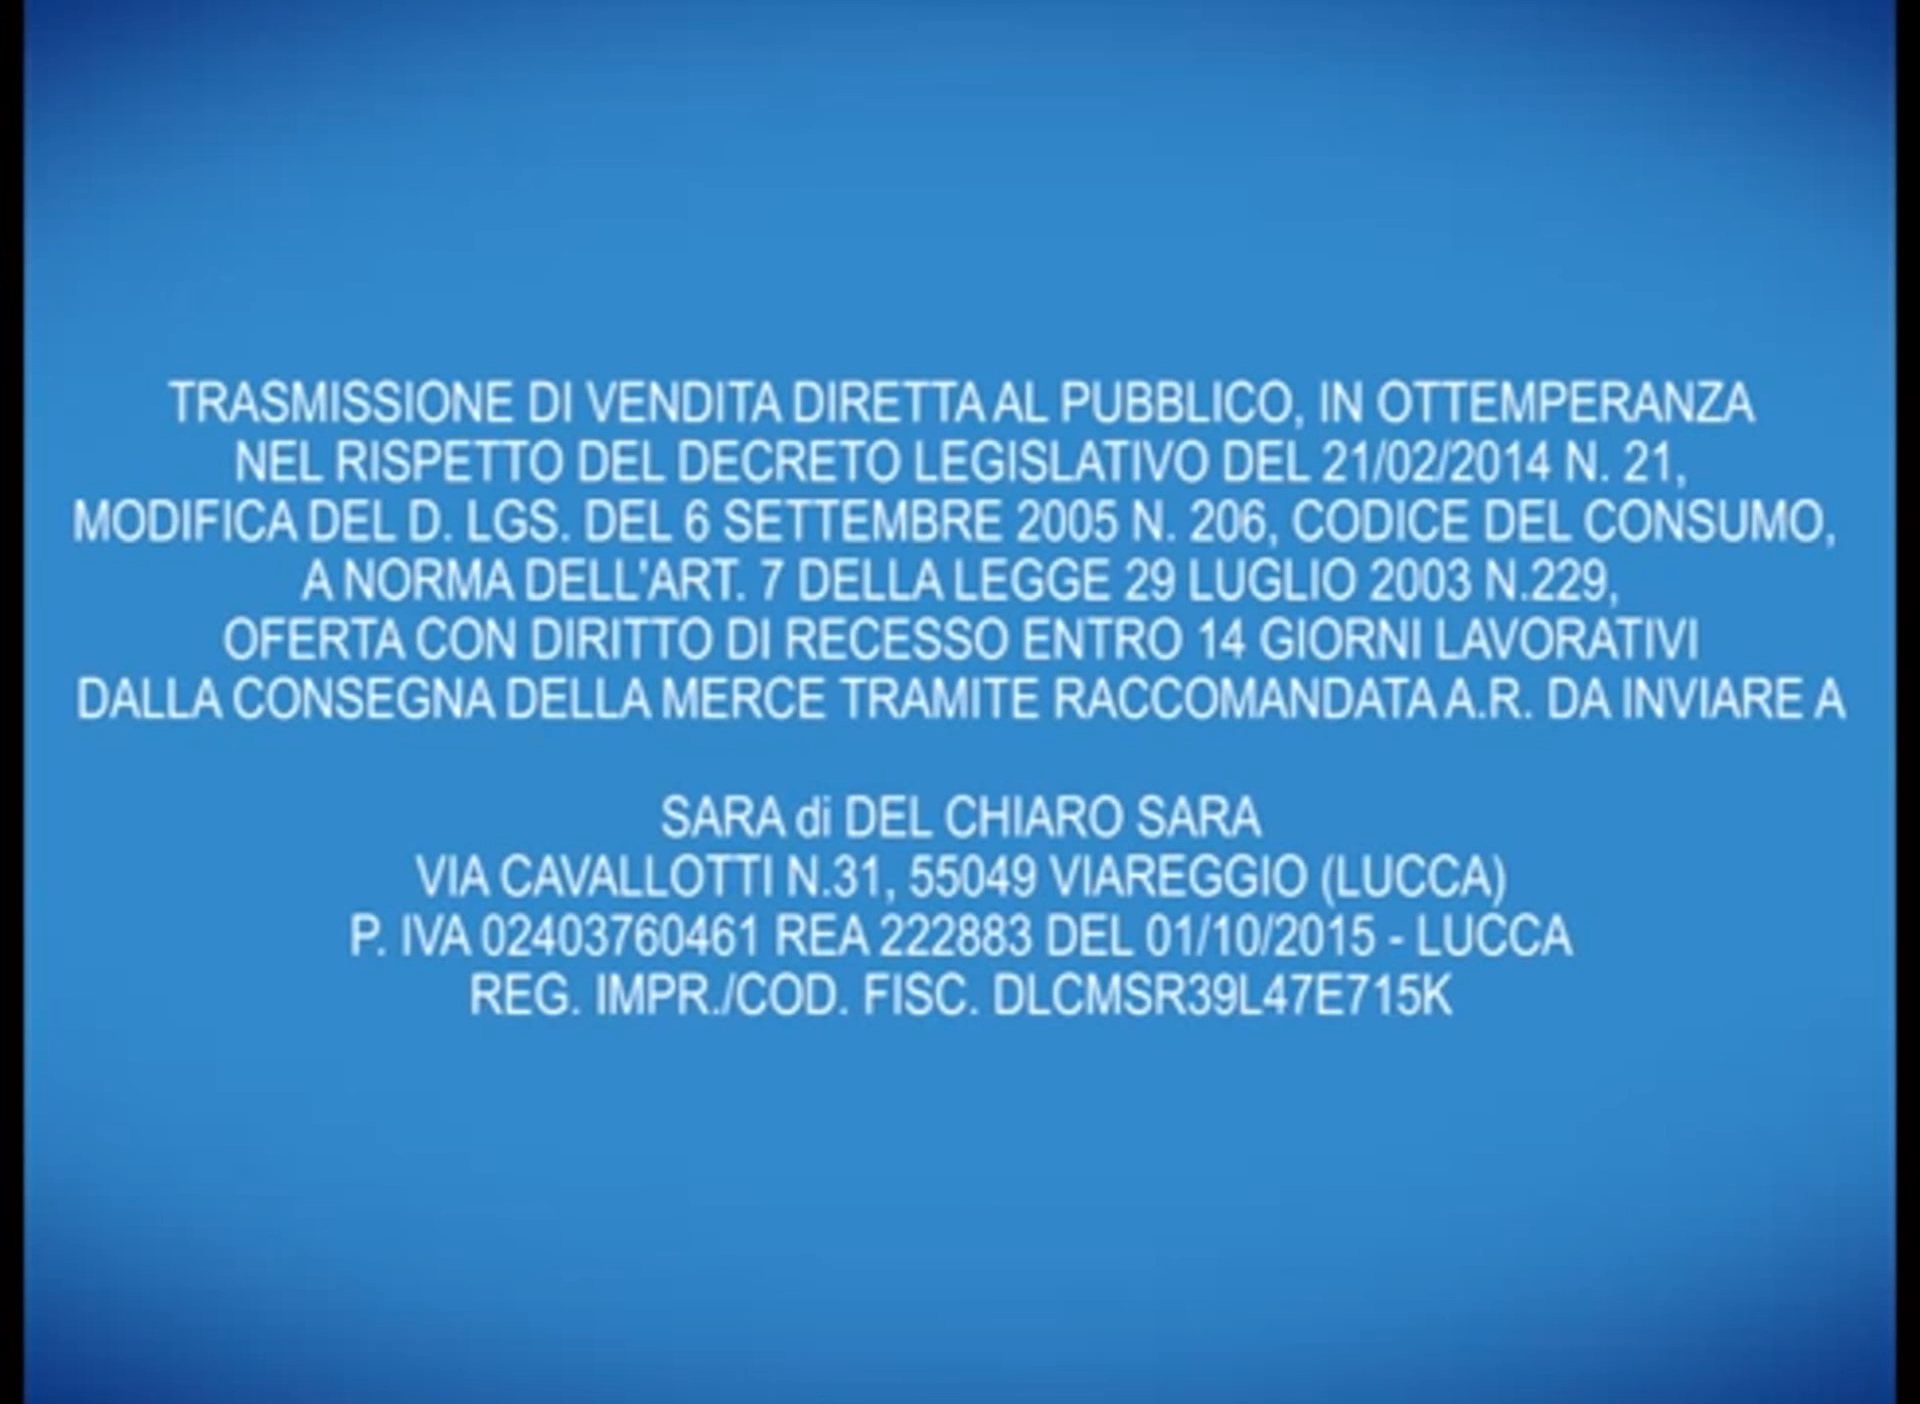 TRASMISSIONE DI VENDITA DIRETTA AL PUBBLICO, IN OTTEMPERANZA
NEL RISPETTO DEL DECRETO LEGISLATIVO DEL 21/02/2014 N. 21,
MODIFICA DEL D. LGS. DEL 6 SETTEMBRE 2005 N. 206, CODICE DEL CONSUMO,
A NORMA DELL'ART. 7 DELLA LEGGE 29 LUGLIO 2003 N.229,
OFERTA CON DIRITTO DI RECESSO ENTRO 14 GIORNI LAVORATIVI
DALLA CONSEGNA DELLA MERCE TRAMITE RACCOMANDATA A.R. DA INVIARE A
SARA di DEL CHIARO SARA
VIA CAVALLOTTI N.31, 55049 VIAREGGIO (LUCCA)
P. IVA 02403760461 REA 222883 DEL 01/10/2015 - LUCCA
REG. IMPR./COD. FISC. DLCMSR39L47E715K